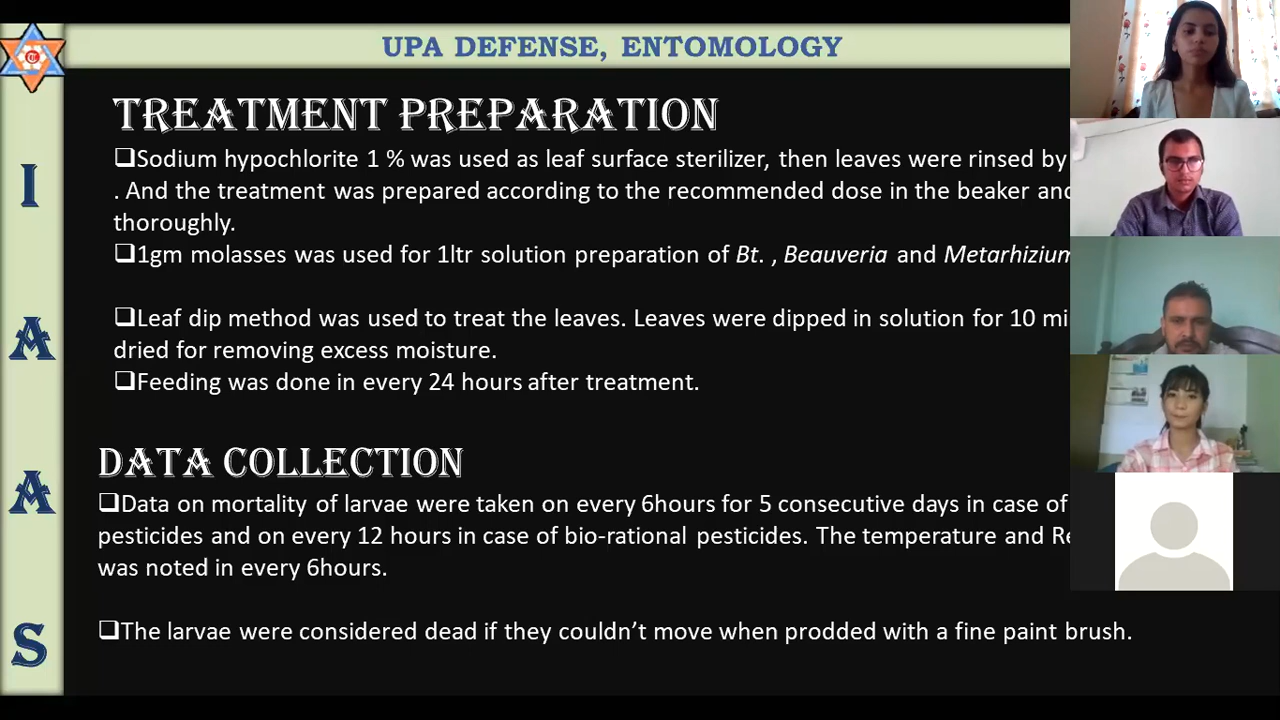 UPA DEFENSE, ENTOMOLOGY
TREATMENT PREPARATION
❑Sodium hypochlorite 1 % was used as leaf surface sterilizer, then leaves were rinsed by
. And the treatment was prepared according to the recommended dose in the beaker and
thoroughly.
❑1gm molasses was used for 1ltr solution preparation of Bt. , Beauveria and Metarhizium
❑Leaf dip method was used to treat the leaves. Leaves were dipped in solution for 10 mi
dried for removing excess moisture.
❑Feeding was done in every 24 hours after treatment.
DATA COLLECTION
❑Data on mortality of larvae were taken on every 6hours for 5 consecutive days in case of
pesticides and on every 12 hours in case of bio-rational pesticides. The temperature and Re
was noted in every 6hours.
❑The larvae were considered dead if they couldn’t move when prodded with a fine paint brush.
I
A
A
S